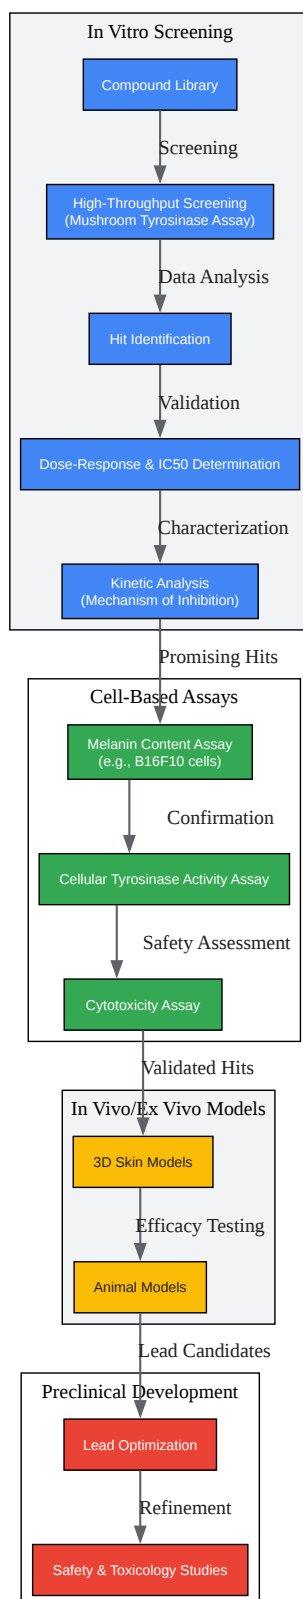 In Vitro Screening
Compound Library
Screening
High-Throughput Screening
(Mushroom Tyrosinase Assay)
Data Analysis
Hit Identification
Validation
Dose-Response & IC50 Determination
Characterization
Kinetic Analysis
(Mechanism of Inhibition)
Promising Hits
Cell-Based Assays
Melanin Content Assay
(e.g., B16F10 cells)
Confirmation
Cellular Tyrosinase Activity Assay
Safety Assessment
Cytotoxicity Assay
Validated Hits
In Vivo/Ex Vivo Models
3D Skin Models
Efficacy Testing
Animal Models
Lead Candidates
Preclinical Development
Lead Optimization
Refinement
Safety & Toxicology Studies